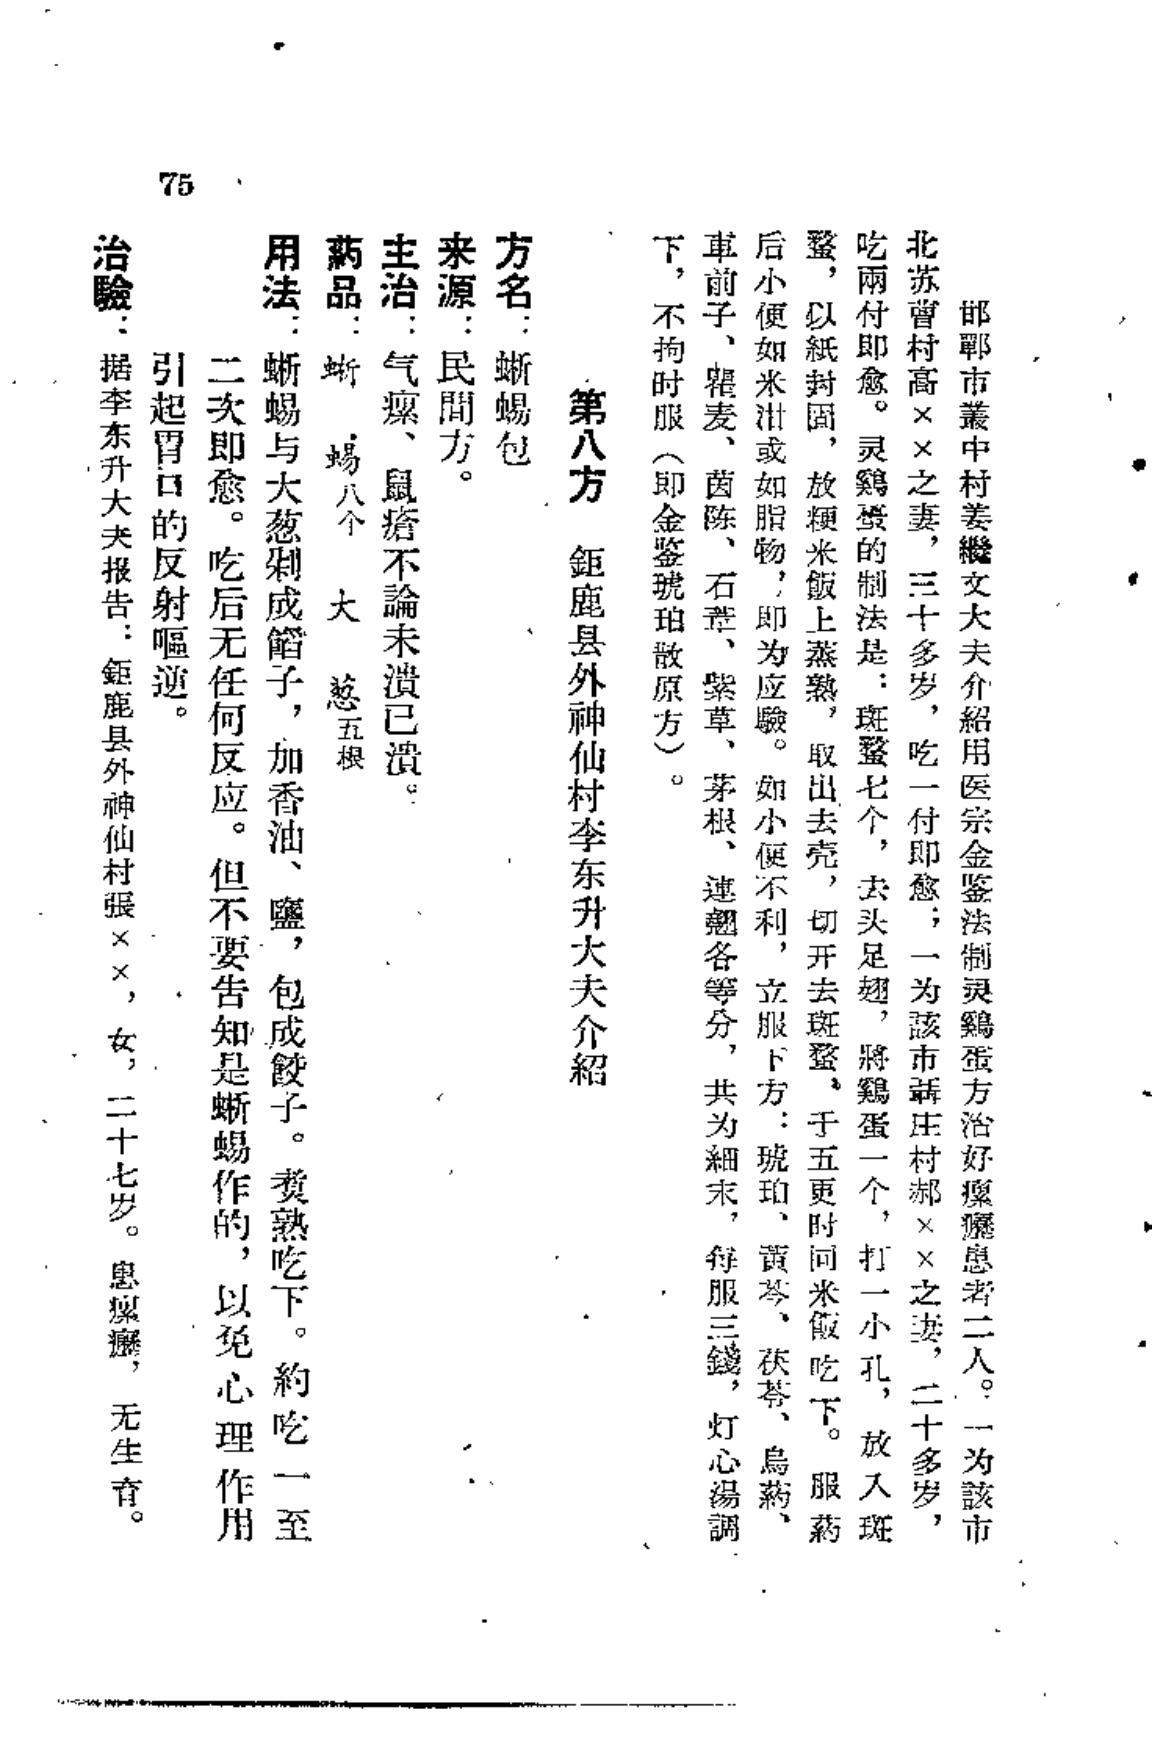 邯鄲市叢中村姜繼文大夫介紹用医宗金鉴法制灵鷄蛋方治好瘰癧患者二人。一为該市
北苏曹村高××之妻，三十多岁，吃一付即愈；一为該市薛庄村郝××之妻，二十多岁，
吃兩付即愈。灵鷄蛋的制法是：斑蝥七个，去头足翅，將鷄蛋一个，打一小孔，放入斑
蝥，以紙封固，放粳米飯上蒸熟，取出去壳，切开去斑蝥。于五更时同米飯吃下。服葯
后小便如米泔或如脂物，即为应驗。如小便不利，立服下方：琥珀、黃芩、茯苓、烏葯、
車前子、瞿麦、茵陈、石葦、紫草、茅根、連翹各等分，共为細末，每服三錢，灯心湯調
下，不拘时服（即金鉴琥珀散原方）。
第八方　鉅鹿县外神仙村李东升大夫介紹
方名：蜥蜴包
来源：民間方。
主治：气瘰、鼠瘡不論未潰已潰。
葯品：蜥蜴八个　大葱五根
用法：蜥蜴与大葱剁成饀子，加香油、鹽，包成餃子。煑熟吃下。約吃一至
二次即愈。吃后无任何反应。但不要告知是蜥蜴作的，以免心理作用
引起胃口的反射嘔逆。
治驗：据李东升大夫报告：鉅鹿县外神仙村張××，女，二十七岁。患瘰癧，无生育。
75